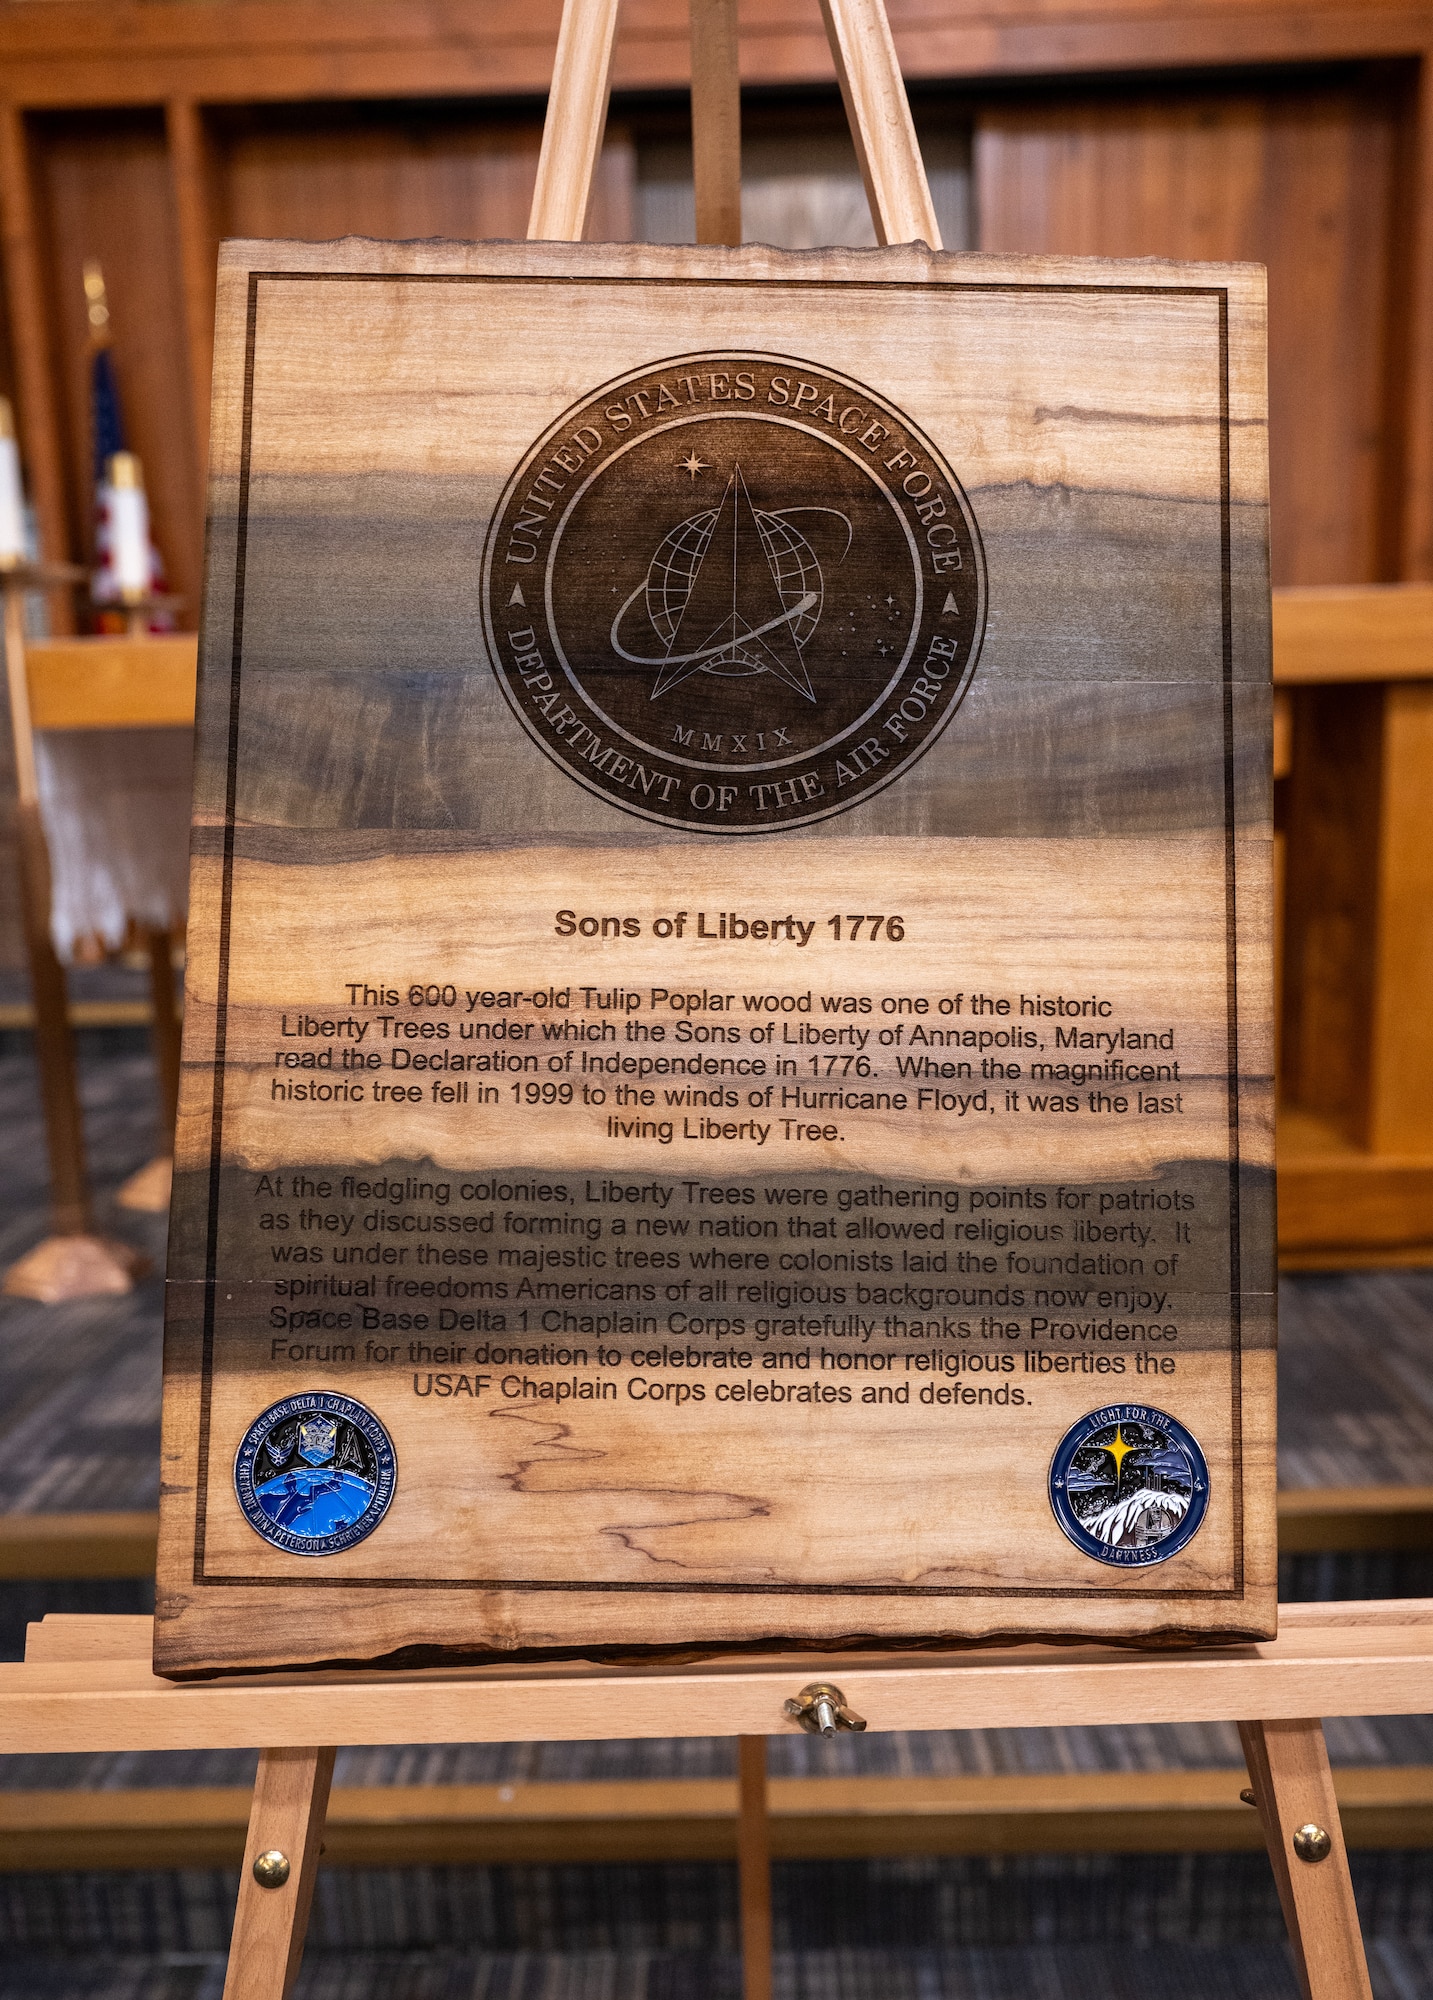 UNITED STATES SPACE FORCE
MMXIX
DEPARTMENT OF THE AIR FORCE
Sons of Liberty 1776
This 600 year-old Tulip Poplar wood was one of the historic
Liberty Trees under which the Sons of Liberty of Annapolis, Maryland
read the Declaration of Independence in 1776.  When the magnificent
historic tree fell in 1999 to the winds of Hurricane Floyd, it was the last
living Liberty Tree.
At the fledgling colonies, Liberty Trees were gathering points for patriots
as they discussed forming a new nation that allowed religious liberty.  It
was under these majestic trees where colonists laid the foundation of
spiritual freedoms Americans of all religious backgrounds now enjoy.
Space Base Delta 1 Chaplain Corps gratefully thanks the Providence
Forum for their donation to celebrate and honor religious liberties the
USAF Chaplain Corps celebrates and defends.
SPACE BASE DELTA 1 CHAPLAIN CORPS
CHEYENNE MTN PETERSON SCHRIEVER PITUFFIK
LIGHT FOR THE
DARKNESS